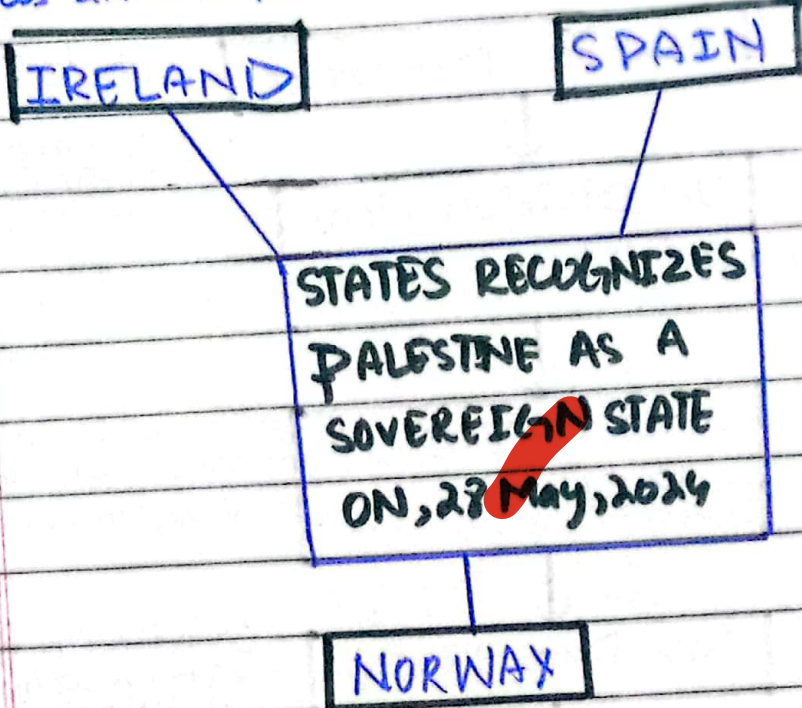 IRELAND
SPAIN
STATES RECOGNIZES
PALESTINE AS A
SOVEREIGN STATE
ON, 28 May, 2024
NORWAY